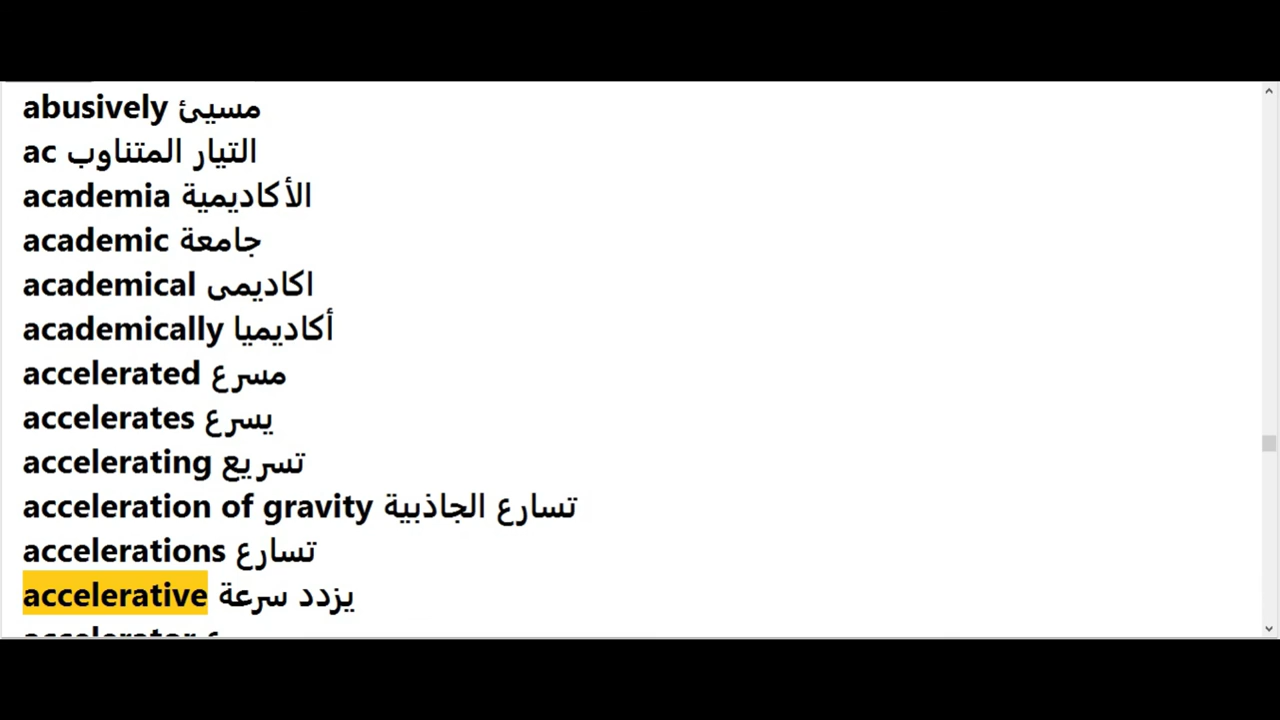 abusively مسيئ
ac التيار المتناوب
academia الأكاديمية
academic جامعة
academical اكاديمى
academically أكاديميا
accelerated مسرع
accelerates يسرع
accelerating تسريع
acceleration of gravity تسارع الجاذبية
accelerations تسارع
accelerative يزدد سرعة
accelerator